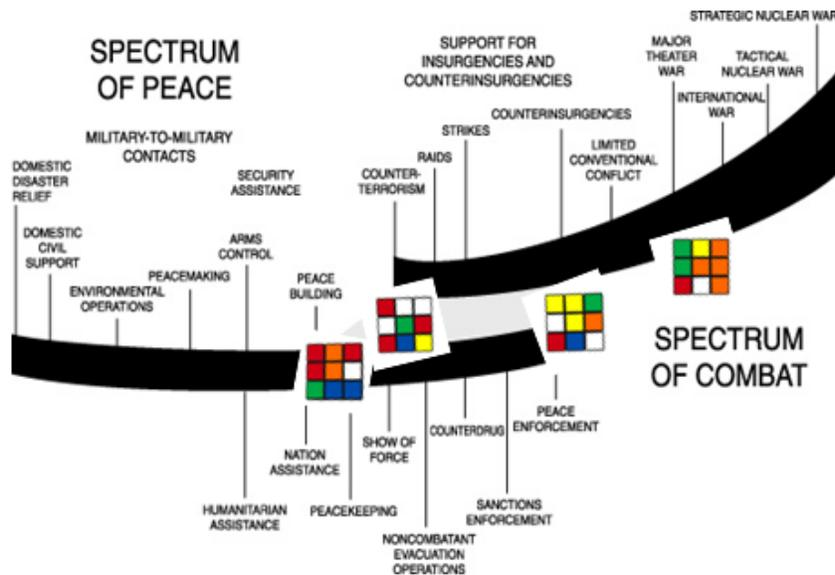 STRATEGIC NUCLEAR WAR
SPECTRUM
OF PEACE
SUPPORT FOR
INSURGENCIES AND
COUNTERINSURGENCIES
MAJOR
THEATER
WAR
TACTICAL
NUCLEAR WAR
INTERNATIONAL
WAR
COUNTERINSURGENCIES
STRIKES
MILITARY-TO-MILITARY
CONTACTS
RAIDS
LIMITED
CONVENTIONAL
CONFLICT
DOMESTIC
DISASTER
RELIEF
SECURITY
ASSISTANCE
COUNTER-
TERRORISM
DOMESTIC
CIVIL
SUPPORT
ARMS
CONTROL
ENVIRONMENTAL
OPERATIONS
PEACEMAKING
PEACE
BUILDING
SPECTRUM
OF COMBAT
NATION
ASSISTANCE
SHOW OF
FORCE
COUNTERDRUG
PEACE
ENFORCEMENT
HUMANITARIAN
ASSISTANCE
PEACEKEEPING
SANCTIONS
ENFORCEMENT
NONCOMBATANT
EVACUATION
OPERATIONS